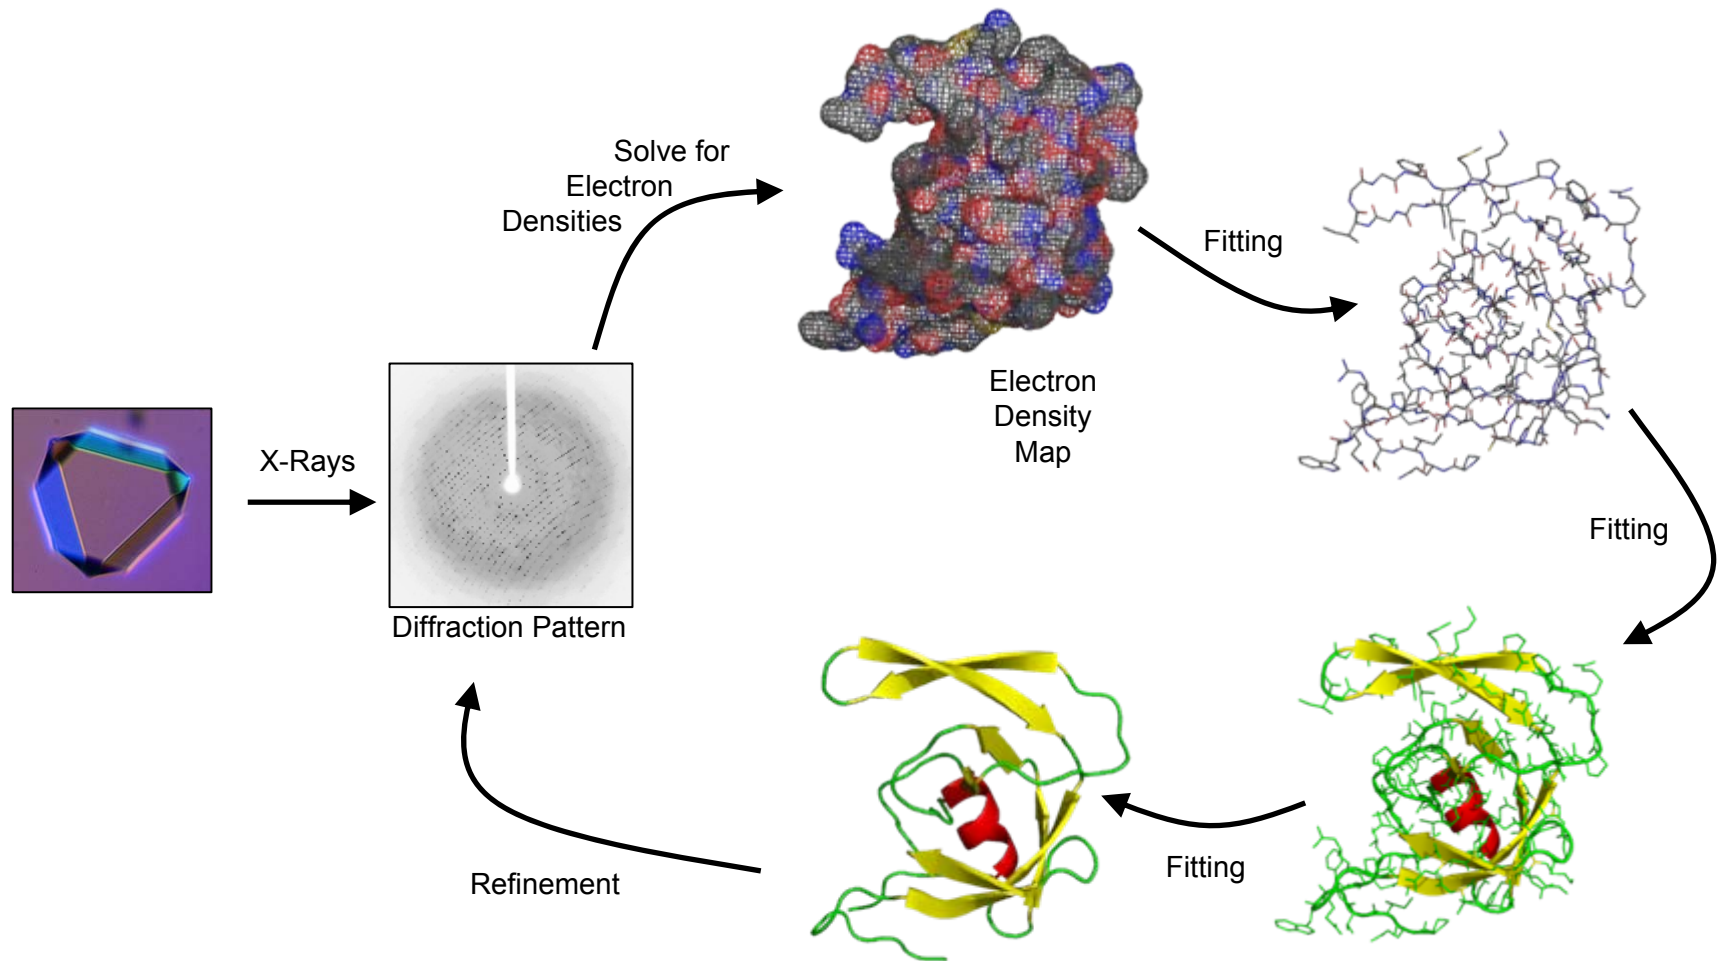 Solve for
Electron
Densities
Fitting
Electron
Density
Map
X-Rays
Fitting
Diffraction Pattern
Fitting
Refinement